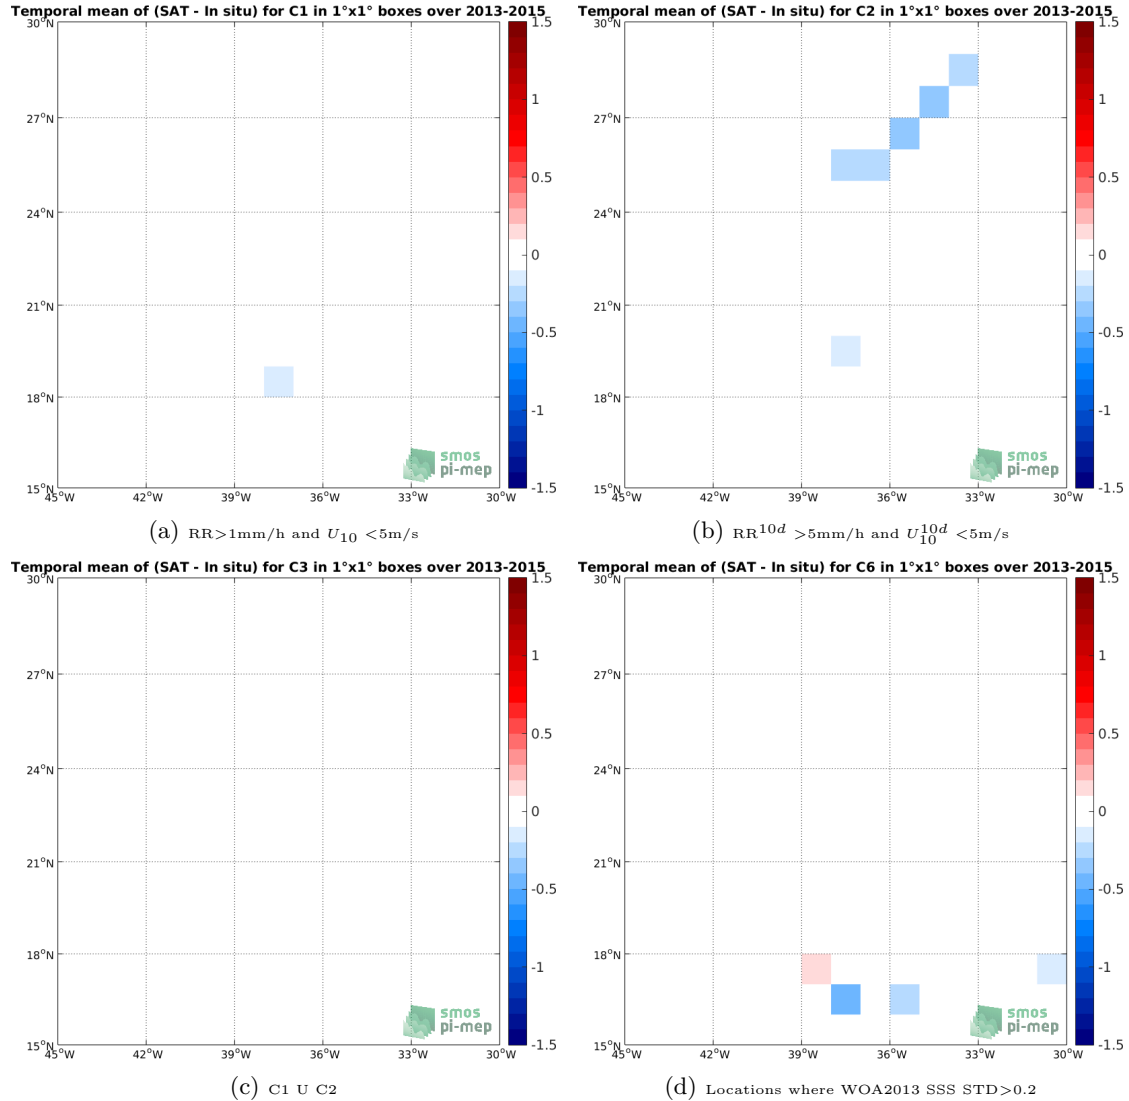 Temporal mean of (SAT - In situ) for C1 in 1°x1° boxes over 2013-2015
30°N
27°N
24°N
21°N
18°N
15°N
45°W
42°W
39°W
36°W
33°W
30°W
1.5
1
0.5
0
-0.5
-1
-1.5
smos
pi-mep
(a) RR>1mm/h and U10 <5m/s
Temporal mean of (SAT - In situ) for C2 in 1°x1° boxes over 2013-2015
30°N
27°N
24°N
21°N
18°N
15°N
45°W
42°W
39°W
36°W
33°W
30°W
1.5
1
0.5
0
-0.5
-1
-1.5
smos
pi-mep
(b) RR^10d >5mm/h and U10^10d <5m/s
Temporal mean of (SAT - In situ) for C3 in 1°x1° boxes over 2013-2015
30°N
27°N
24°N
21°N
18°N
15°N
45°W
42°W
39°W
36°W
33°W
30°W
1.5
1
0.5
0
-0.5
-1
-1.5
smos
pi-mep
(c) C1 U C2
Temporal mean of (SAT - In situ) for C6 in 1°x1° boxes over 2013-2015
30°N
27°N
24°N
21°N
18°N
15°N
45°W
42°W
39°W
36°W
33°W
30°W
1.5
1
0.5
0
-0.5
-1
-1.5
smos
pi-mep
(d) Locations where WOA2013 SSS STD>0.2